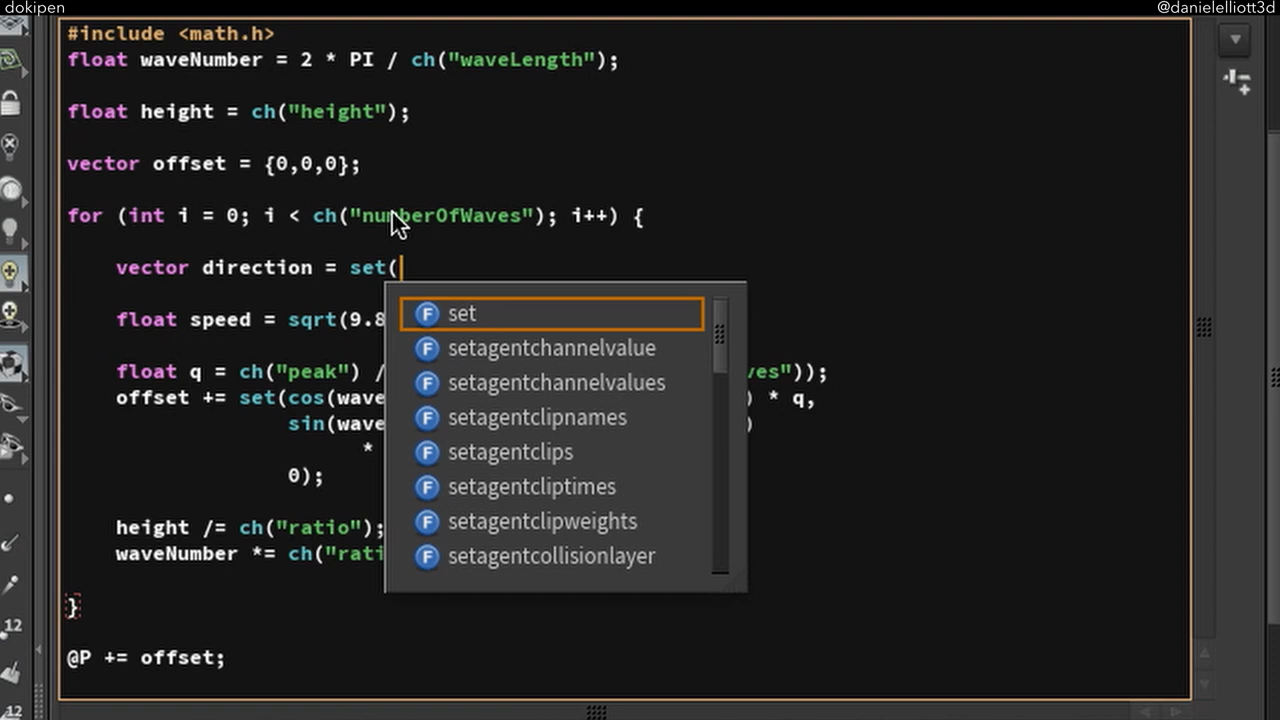 dokipen
@danielelliott3d
#include <math.h>
float waveNumber = 2 * PI / ch("waveLength");
float height = ch("height");
vector offset = {0,0,0};
for (int i = 0; i < ch("numberOfWaves"); i++) {
vector direction = set(
set
float speed = sqrt(9.8
setagentchannelvalue
float q = ch("peak") / ves"));
setagentchannelvalues
offset += set(cos(wave ) * q,
setagentclipnames
sin(wave )
*
setagentclips
0);
setagentcliptimes
height /= ch("ratio");
setagentclipweights
waveNumber *= ch("rati
setagentcollisionlayer
}
12
@P += offset;
12